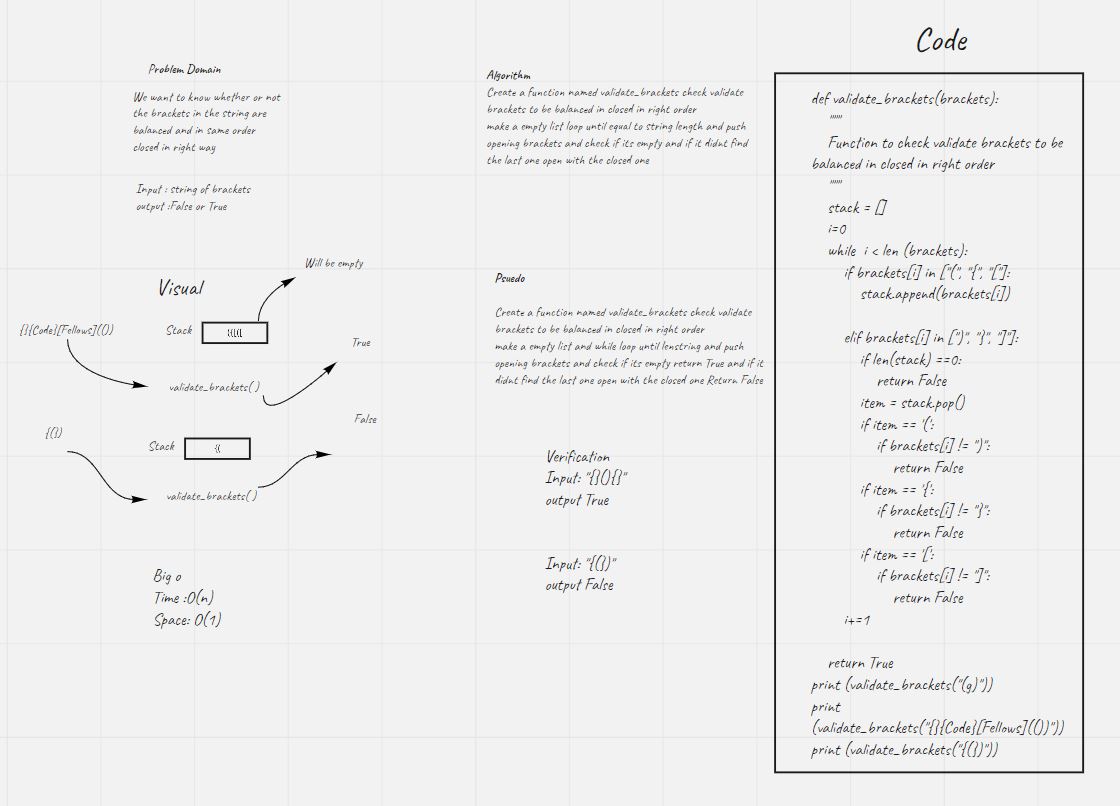 Problem Domain
We want to know whether or not
the brackets in the string are
balanced and in same order
closed in right way
Input : string of brackets
output :False or True
Visual
Will be empty
{}{Code}[Fellows](())
Stack
True
validate_brackets( )
False
{(})
Stack
{(
validate_brackets( )
Big o
Time :O(n)
Space: O(1)
Algorithm
Create a function named validate_brackets check validate
brackets to be balanced in closed in right order
make a empty list loop until equal to string length and push
opening brackets and check if its empty and if it didnt find
the last one open with the closed one
Psuedo
Create a function named validate_brackets check validate
brackets to be balanced in closed in right order
make a empty list and while loop until lenstring and push
opening brackets and check if its empty return True and if it
didnt find the last one open with the closed one Return False
Verification
Input: "{}(){}"
output True
Input: "{(})"
output False
Code
def validate_brackets(brackets):
"""
Function to check validate brackets to be
balanced in closed in right order
"""
stack = []
i=0
while i < len (brackets):
if brackets[i] in ["(", "{", "["]:
stack.append(brackets[i])
elif brackets[i] in [")", "}", "]"]:
if len(stack) ==0:
return False
item = stack.pop()
if item == '(':
if brackets[i] != ")":
return False
if item == '{':
if brackets[i] != "}":
return False
if item == '[':
if brackets[i] != "]":
return False
i+=1
return True
print (validate_brackets("(g)"))
print
(validate_brackets("{}{Code}[Fellows](())"))
print (validate_brackets("{(})"))